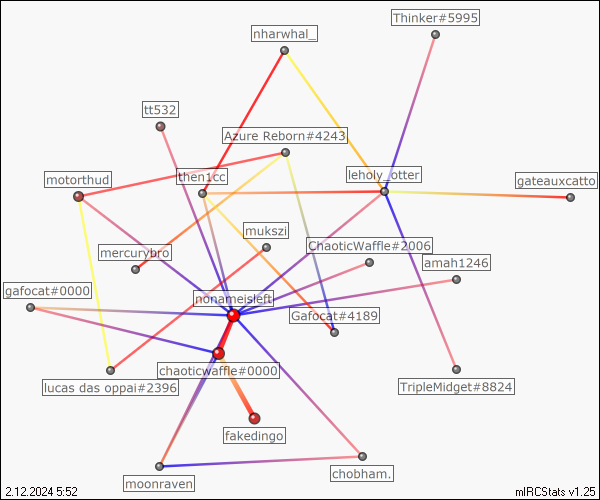 Thinker#5995
nharwhal_
tt532
Azure Reborn#4243
motorthud
then1cc
leholy_otter
gateauxcatto
mukszi
mercurybro
ChaoticWaffle#2006
amah1246
gafocat#0000
nonameisleft
Gafocat#4189
chaoticwaffle#0000
lucas das oppai#2396
TripleMidget#8824
fakedingo
chobham.
moonraven
2.12.2024 5:52
mIRCStats v1.25